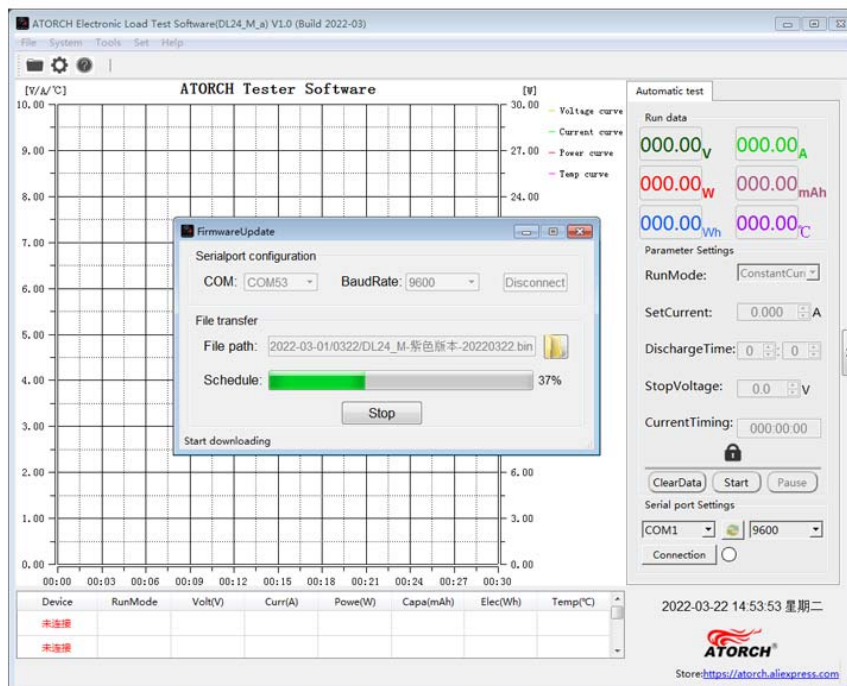 ATORCH Electronic Load Test Software(DL24_M_a) V1.0 (Build 2022-03)
File System Tools Set Help
[V/A/℃] ATORCH Tester Software [W]
10.00 30.00
9.00 27.00
8.00 24.00
7.00
6.00
5.00
4.00
3.00
2.00 6.00
1.00 3.00
0.00 0.00
00:00 00:03 00:06 00:09 00:12 00:15 00:18 00:21 00:24 00:27 00:30
Voltage curve
Current curve
Power curve
Temp curve
FirmwareUpdate
Serialport configuration
COM: COM53 BaudRate: 9600 Disconnect
File transfer
File path: 2022-03-01/0322/DL24_M-紫色版本-20220322.bin
Schedule: 37%
Stop
Start downloading
Automatic test
Run data
000.00V 000.00A
000.00W 000.00mAh
000.00Wh 000.00℃
Parameter Settings
RunMode: ConstantCurr
SetCurrent: 0.000 A
DischargeTime: 0 : 0
StopVoltage: 0.0 V
CurrentTiming: 000:00:00
ClearData Start Pause
Serial port Settings
COM1 9600
Connection
Device RunMode Volt(V) Curr(A) Powe(W) Capa(mAh) Elec(Wh) Temp(℃)
未连接
未连接
2022-03-22 14:53:53 星期二
ATORCH®
Store:https://atorch.aliexpress.com